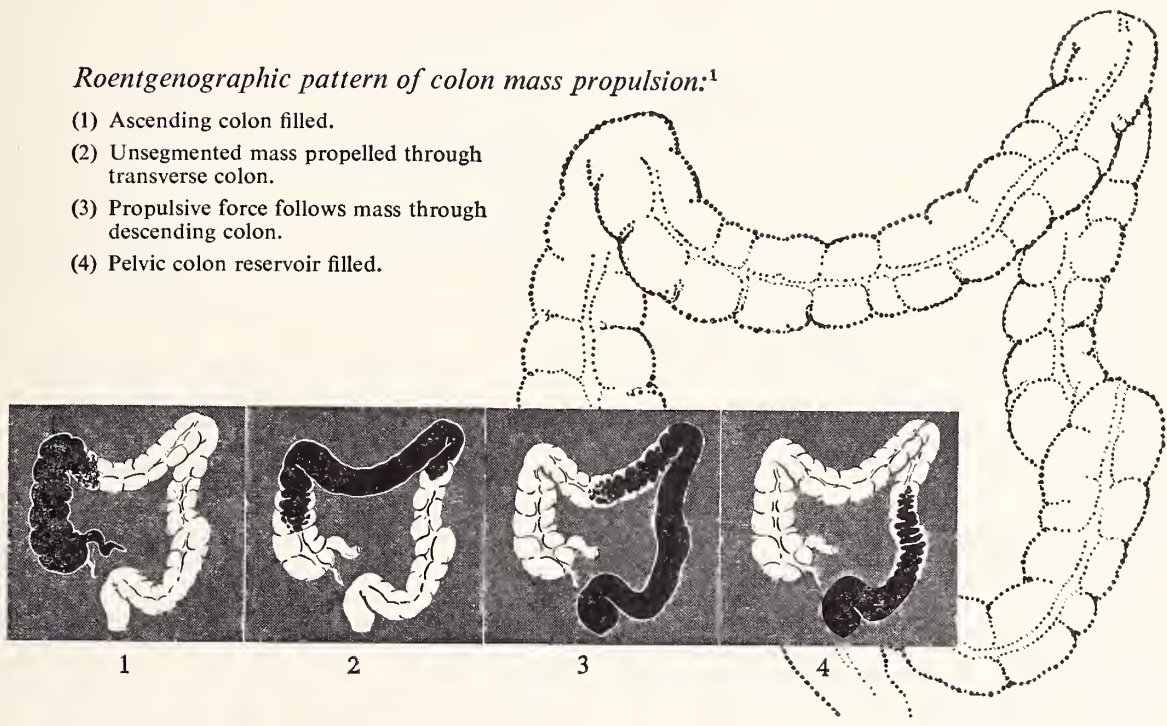 Roentgenographic pattern of colon mass propulsion:¹
(1) Ascending colon filled.
(2) Unsegmented mass propelled through
transverse colon.
(3) Propulsive force follows mass through
descending colon.
(4) Pelvic colon reservoir filled.
1 2 3 4